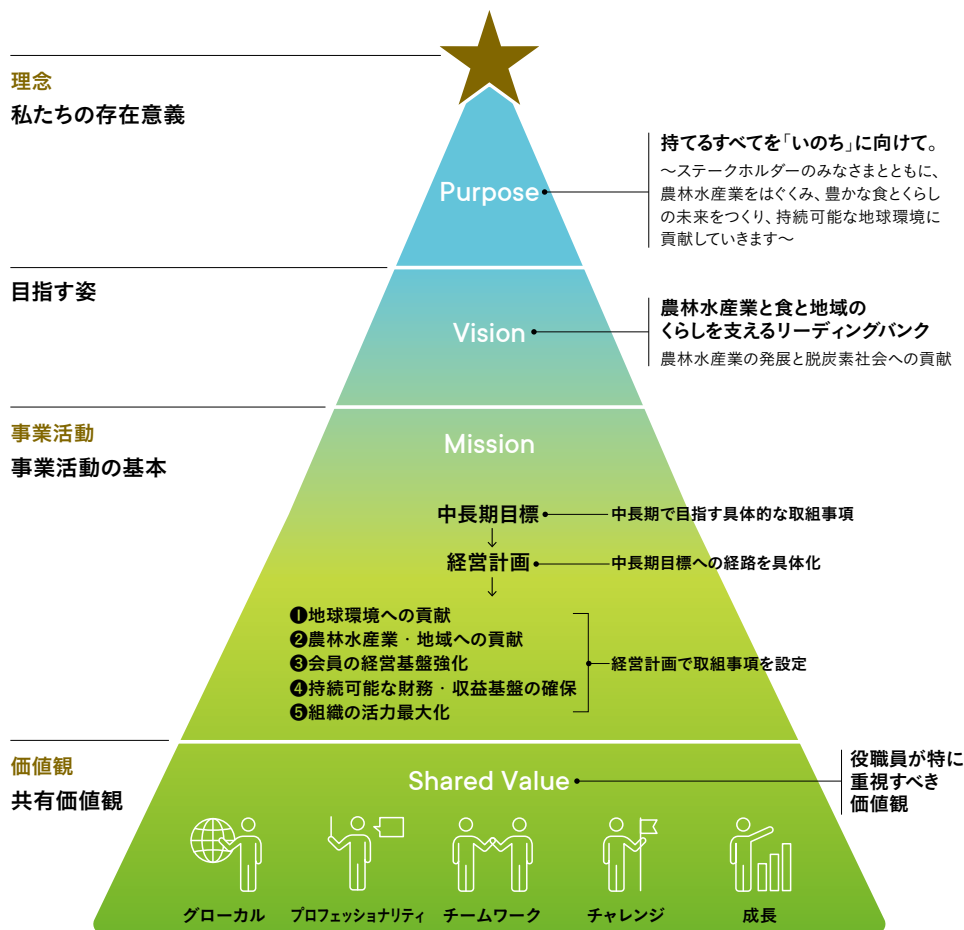 理念
私たちの存在意義
Purpose
持てるすべてを「いのち」に向けて。
～ステークホルダーのみなさまとともに、
農林水産業をはぐくみ、豊かな食とくらし
の未来をつくり、持続可能な地球環境に
貢献していきます～
目指す姿
Vision
農林水産業と食と地域の
くらしを支えるリーディングバンク
農林水産業の発展と脱炭素社会への貢献
事業活動
事業活動の基本
Mission
中長期目標
中長期で目指す具体的な取組事項
↓
経営計画
中長期目標への経路を具体化
↓
❶地球環境への貢献
❷農林水産業・地域への貢献
❸会員の経営基盤強化
❹持続可能な財務・収益基盤の確保
❺組織の活力最大化
経営計画で取組事項を設定
価値観
共有価値観
Shared Value
役職員が特に
重視すべき
価値観
グローカル
プロフェッショナリティ
チームワーク
チャレンジ
成長